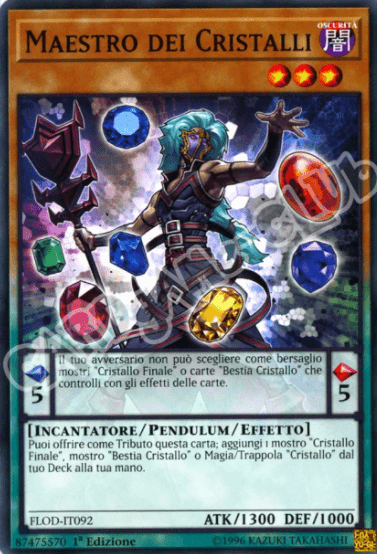 MAESTRO DEI CRISTALLI
OSCURITÀ
闇
CARD AND CLUB
Il tuo avversario non può scegliere come bersaglio
mostri "Cristallo Finale" o carte "Bestia Cristallo" che
controlli con gli effetti delle carte.
5
5
[INCANTATORE/PENDULUM/EFFETTO]
Puoi offrire come Tributo questa carta; aggiungi i mostro "Cristallo
Finale", mostro "Bestia Cristallo" o Magia/Trappola "Cristallo" dal
tuo Deck alla tua mano.
FLOD-IT092
ATK/1300 DEF/1000
87475570
1ª Edizione
©1996 KAZUKI TAKAHASHI